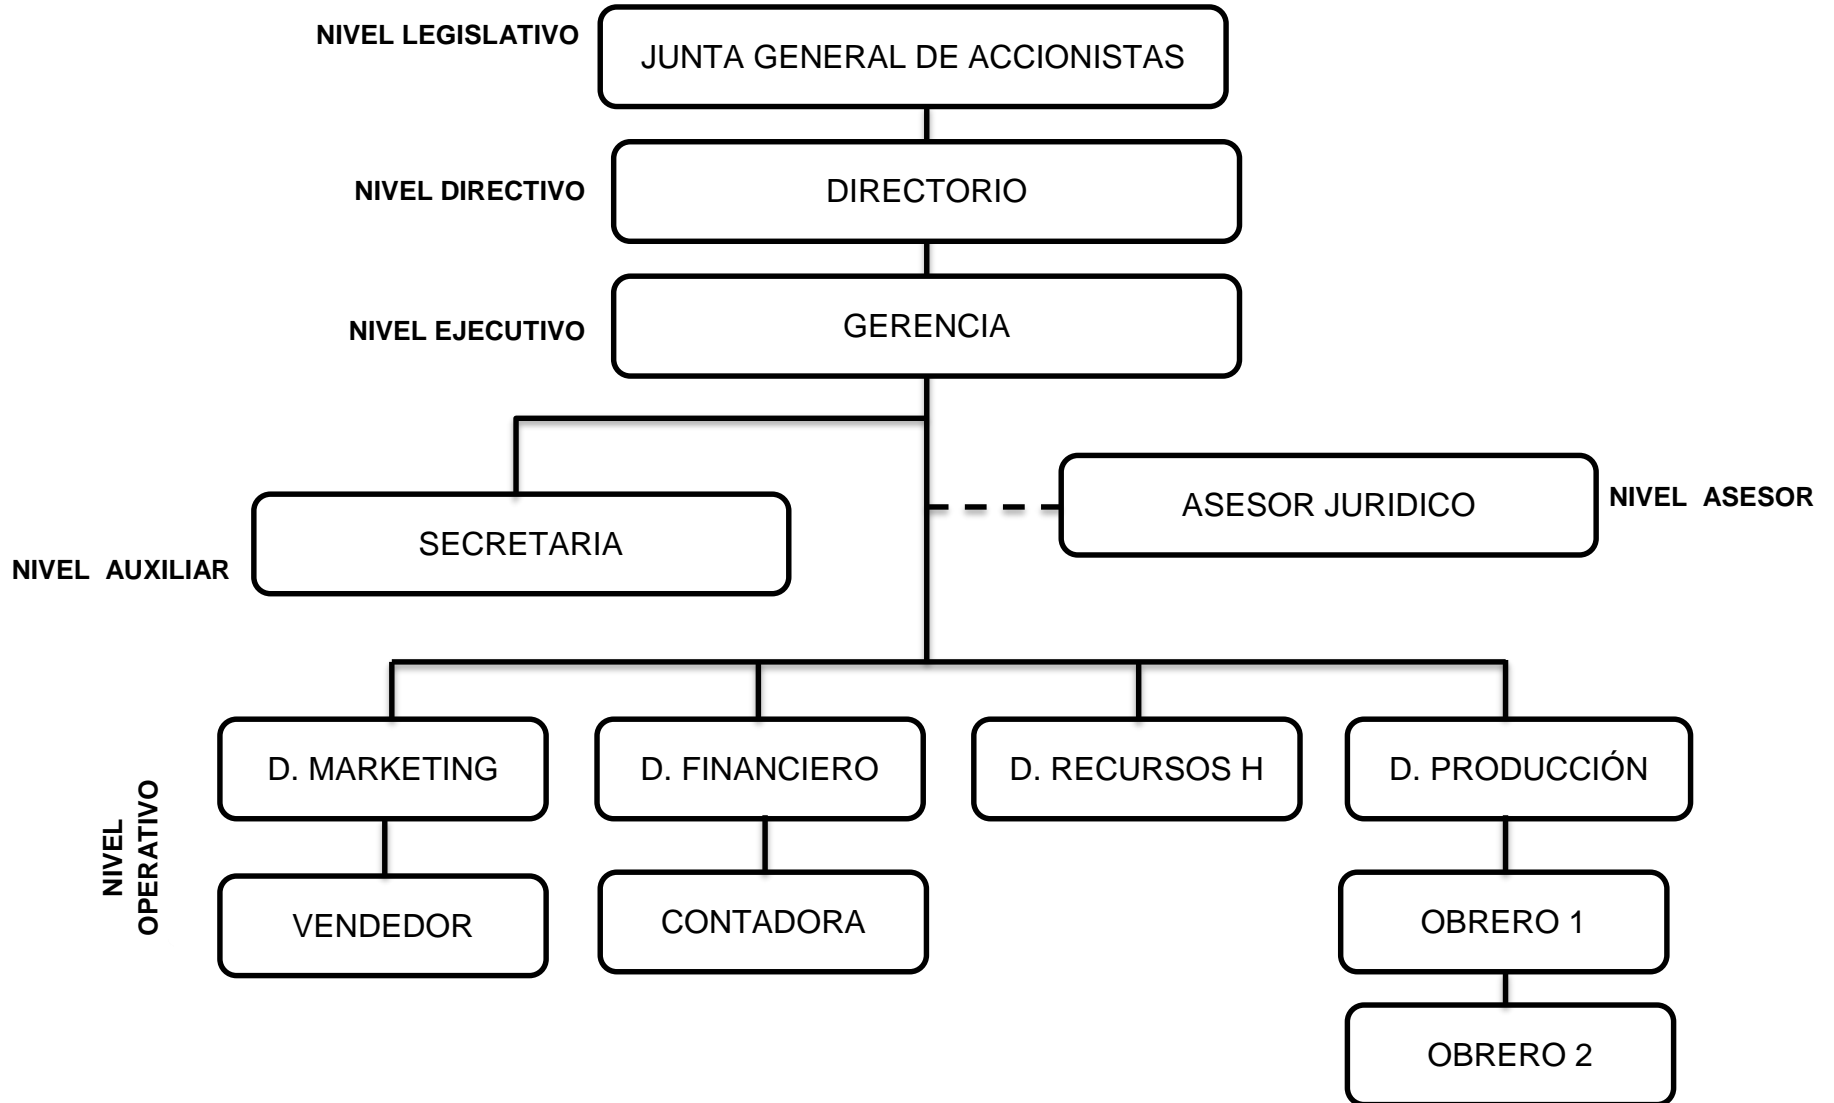 NIVEL LEGISLATIVO
JUNTA GENERAL DE ACCIONISTAS
NIVEL DIRECTIVO
DIRECTORIO
NIVEL EJECUTIVO
GERENCIA
ASESOR JURIDICO
NIVEL ASESOR
SECRETARIA
NIVEL AUXILIAR
D. MARKETING
D. FINANCIERO
D. RECURSOS H
D. PRODUCCIÓN
NIVEL
OPERATIVO
VENDEDOR
CONTADORA
OBRERO 1
OBRERO 2